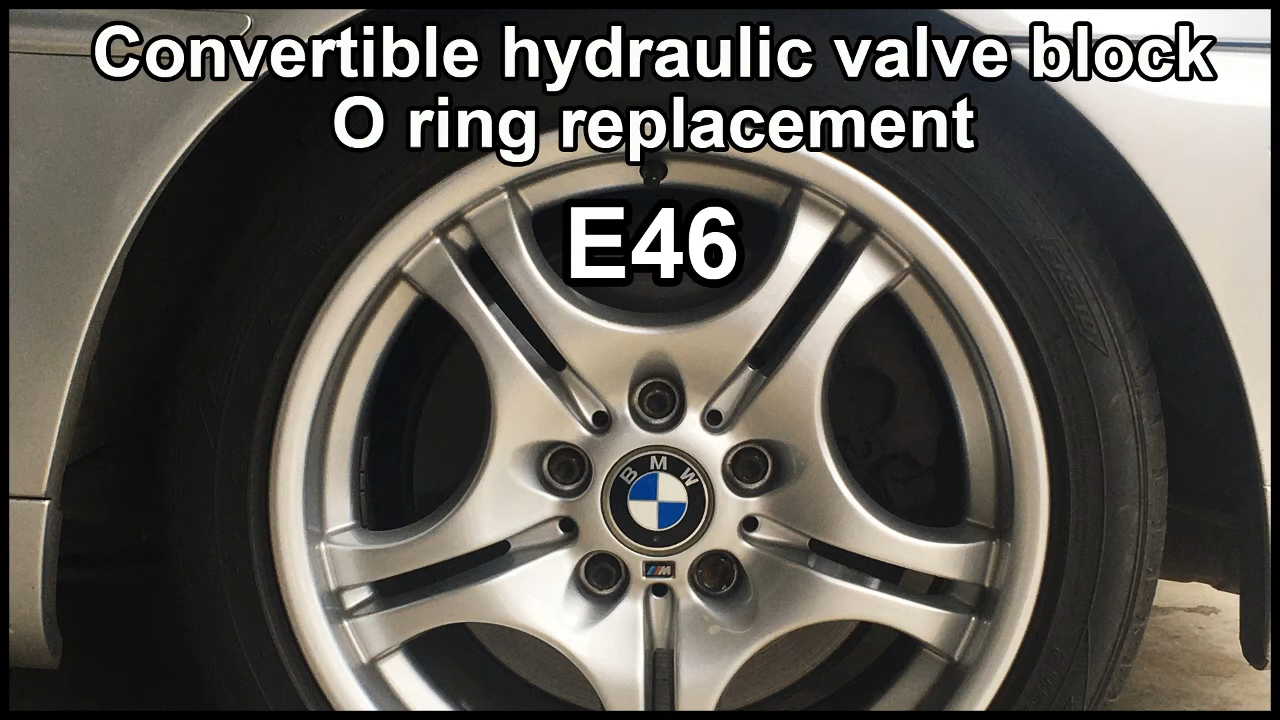 Convertible hydraulic valve block
O ring replacement
E46
BMW
M